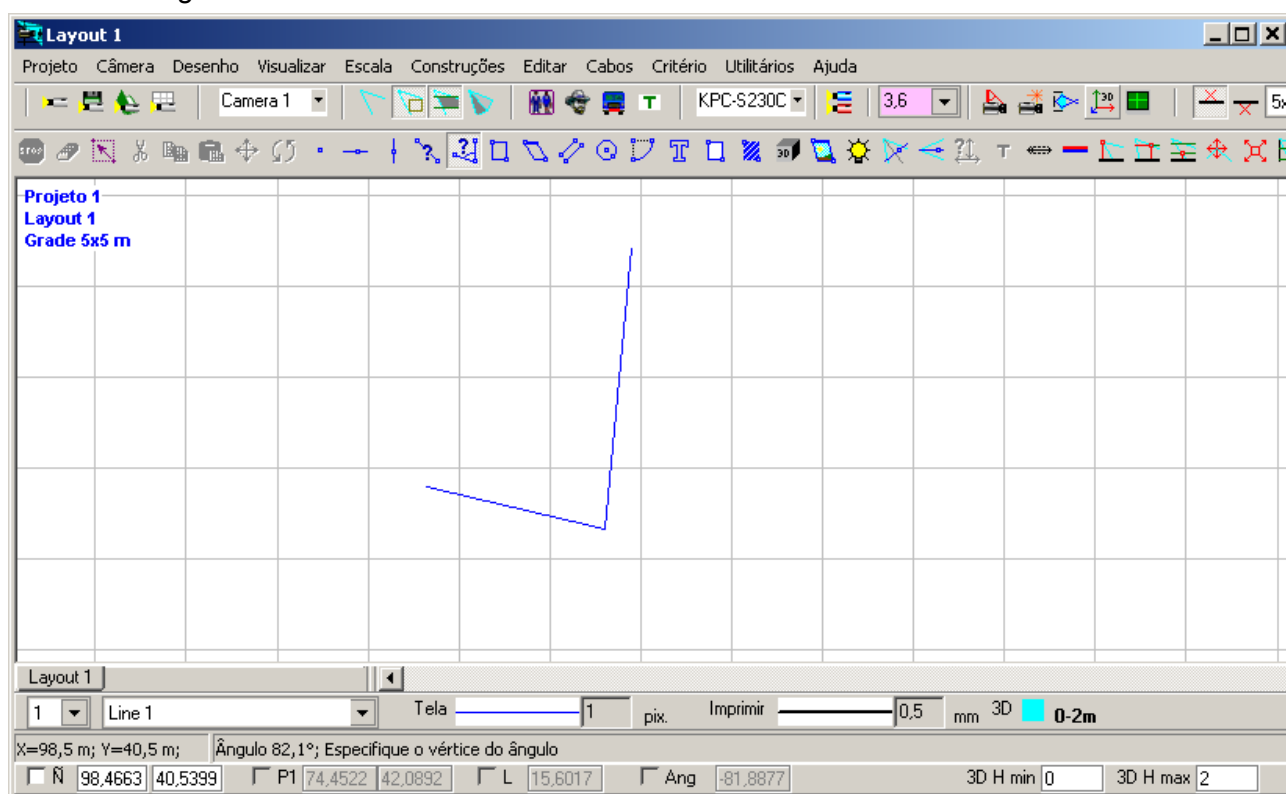 Layout 1
Projeto Câmera Desenho Visualizar Escala Construções Editar Cabos Critério Utilitários Ajuda
Camera 1 T KPC-S230C 3,6 3D
STOP T 3D T
Projeto 1
Layout 1
Grade 5x5 m
Layout 1
1 Line 1 Tela 1 pix. Imprimir 0,5 mm 3D 0-2m
X=98,5 m; Y=40,5 m; Ângulo 82,1°; Especifique o vértice do ângulo
Ñ 98,4663 40,5399 P1 74,4522 42,0892 L 15,6017 Ang -81,8877 3D H min 0 3D H max 2